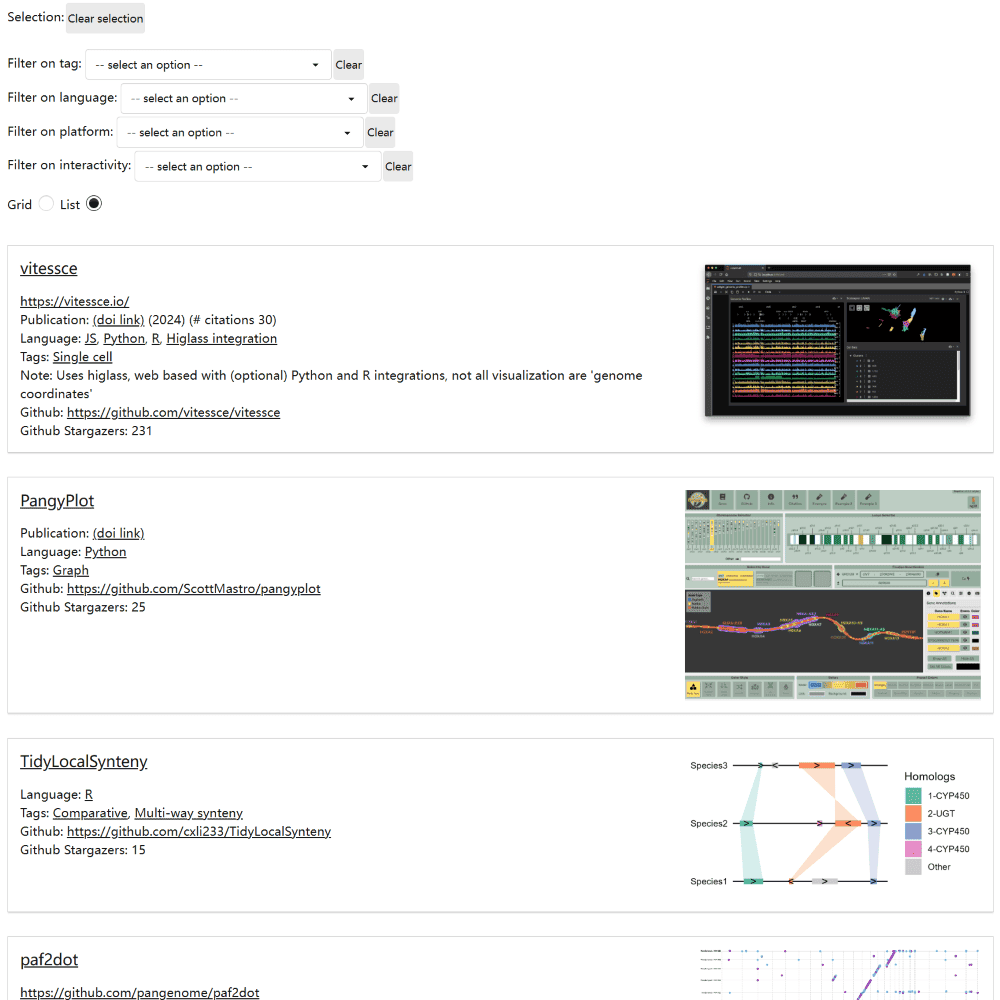 Selection: Clear selection
Filter on tag: -- select an option -- Clear
Filter on language: -- select an option -- Clear
Filter on platform: -- select an option -- Clear
Filter on interactivity: -- select an option -- Clear
Grid List
vitessce
https://vitessce.io/
Publication: (doi link) (2024) (# citations 30)
Language: JS, Python, R, Higlass integration
Tags: Single cell
Note: Uses higlass, web based with (optional) Python and R integrations, not all visualization are 'genome
coordinates'
Github: https://github.com/vitessce/vitessce
Github Stargazers: 231
PangyPlot
Publication: (doi link)
Language: Python
Tags: Graph
Github: https://github.com/ScottMastro/pangyplot
Github Stargazers: 25
TidyLocalSynteny
Language: R
Tags: Comparative, Multi-way synteny
Github: https://github.com/cxli233/TidyLocalSynteny
Github Stargazers: 15
Species3
Species2
Species1
Homologs
1-CYP450
2-UGT
3-CYP450
4-CYP450
Other
paf2dot
https://github.com/pangenome/paf2dot